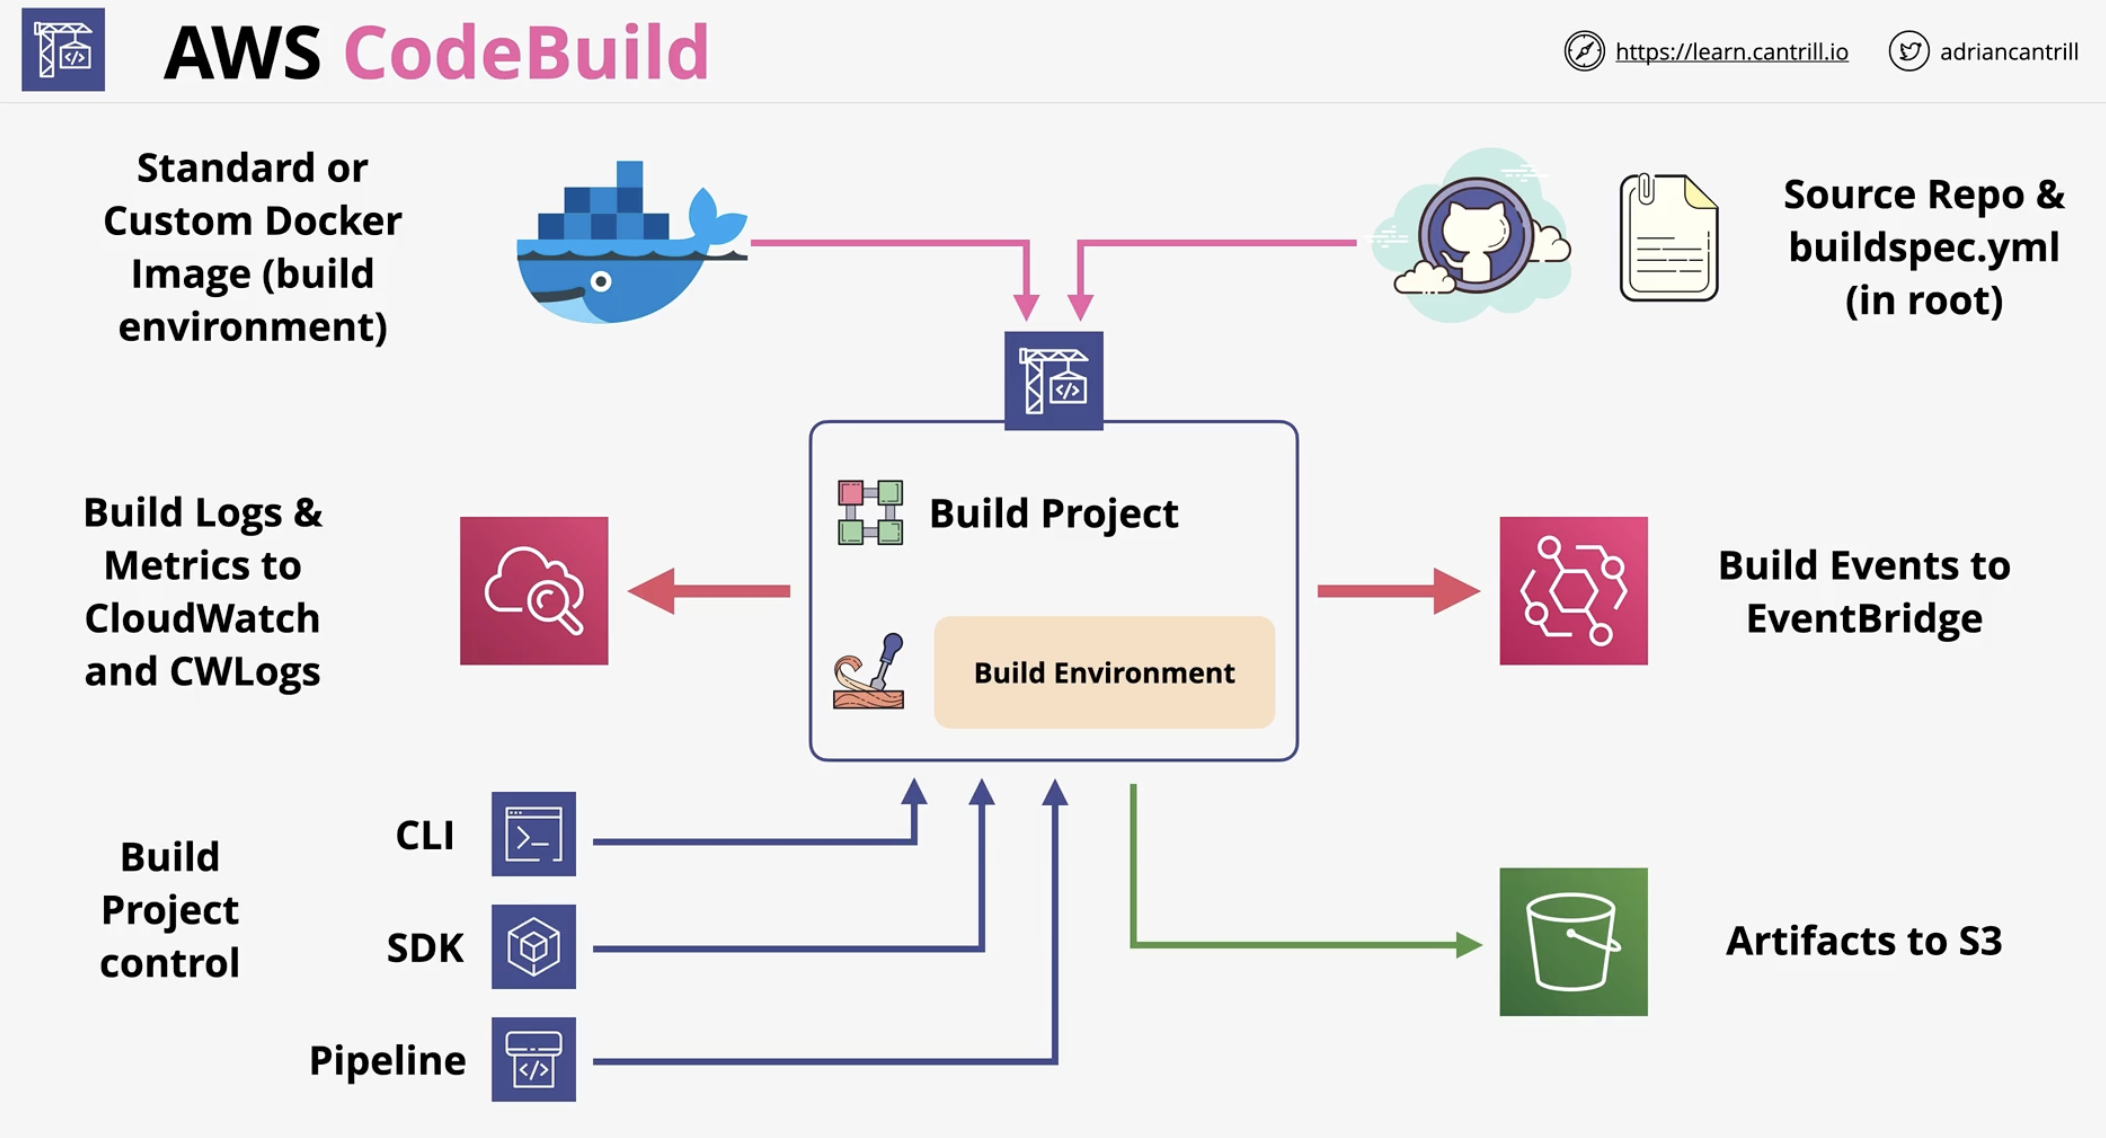 AWS CodeBuild
https://learn.cantrill.io
adriancantrill
Standard or
Custom Docker
Image (build
environment)
Source Repo &
buildspec.yml
(in root)
</>
Build Project
Build Environment
Build Logs &
Metrics to
CloudWatch
and CWLogs
Build Events to
EventBridge
Build
Project
control
CLI
SDK
Pipeline
</>
Artifacts to S3